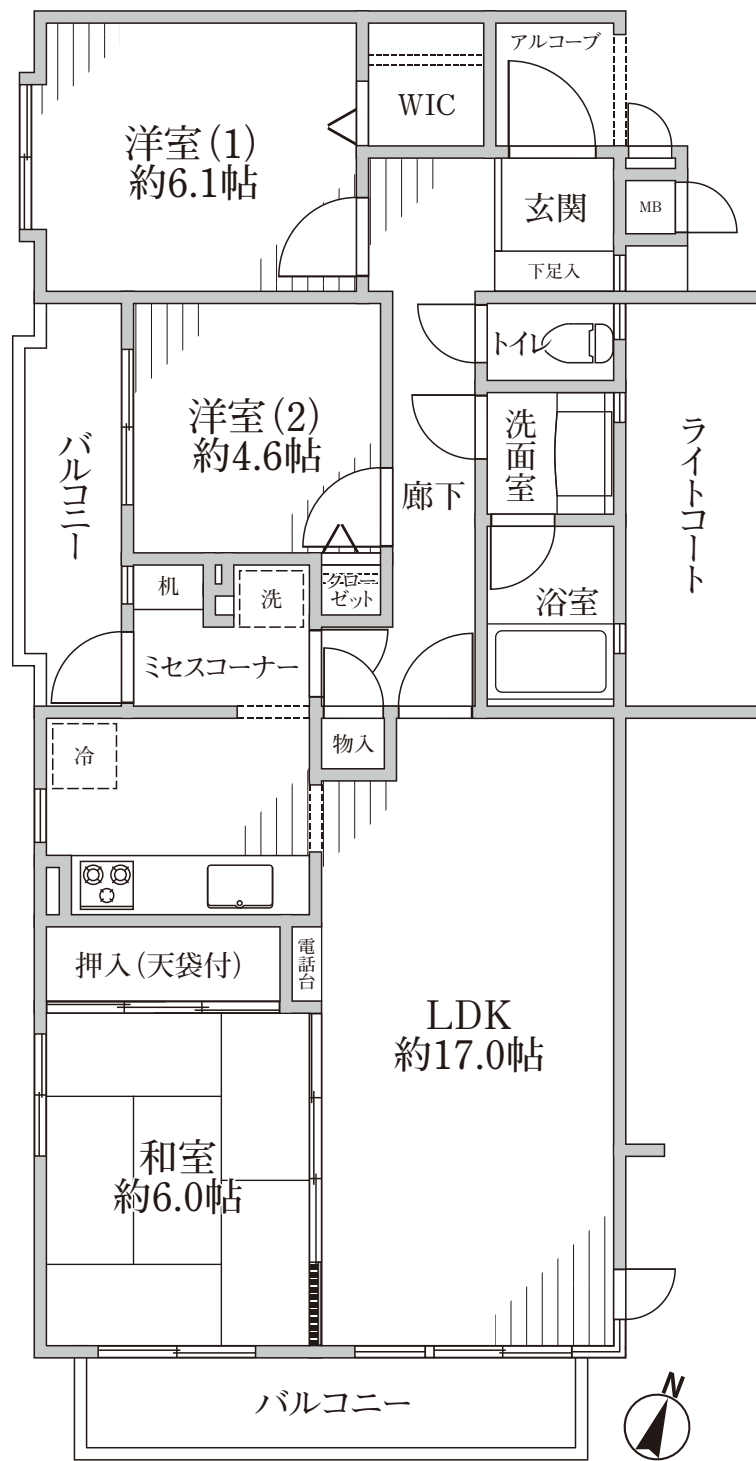 アルコーブ
WIC
洋室(1)
約6.1帖
玄関
MB
下足入
トイレ
洋室(2)
約4.6帖
バルコニー
洗面室
廊下
ライトコート
机
洗
クローゼット
浴室
ミセスコーナー
冷
物入
押入(天袋付)
電話台
LDK
約17.0帖
和室
約6.0帖
バルコニー
N